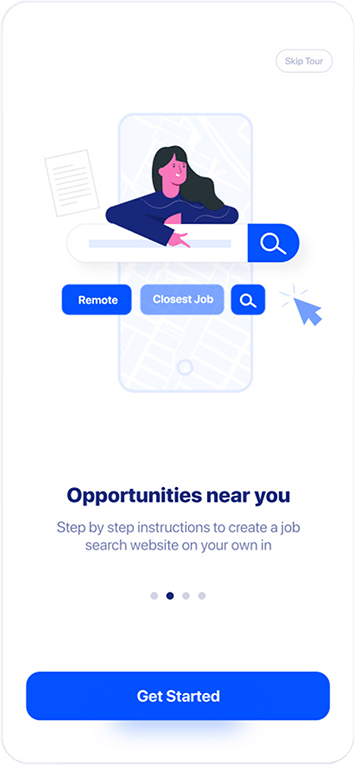 Skip Tour
Remote
Closest Job
Opportunities near you
Step by step instructions to create a job
search website on your own in
Get Started